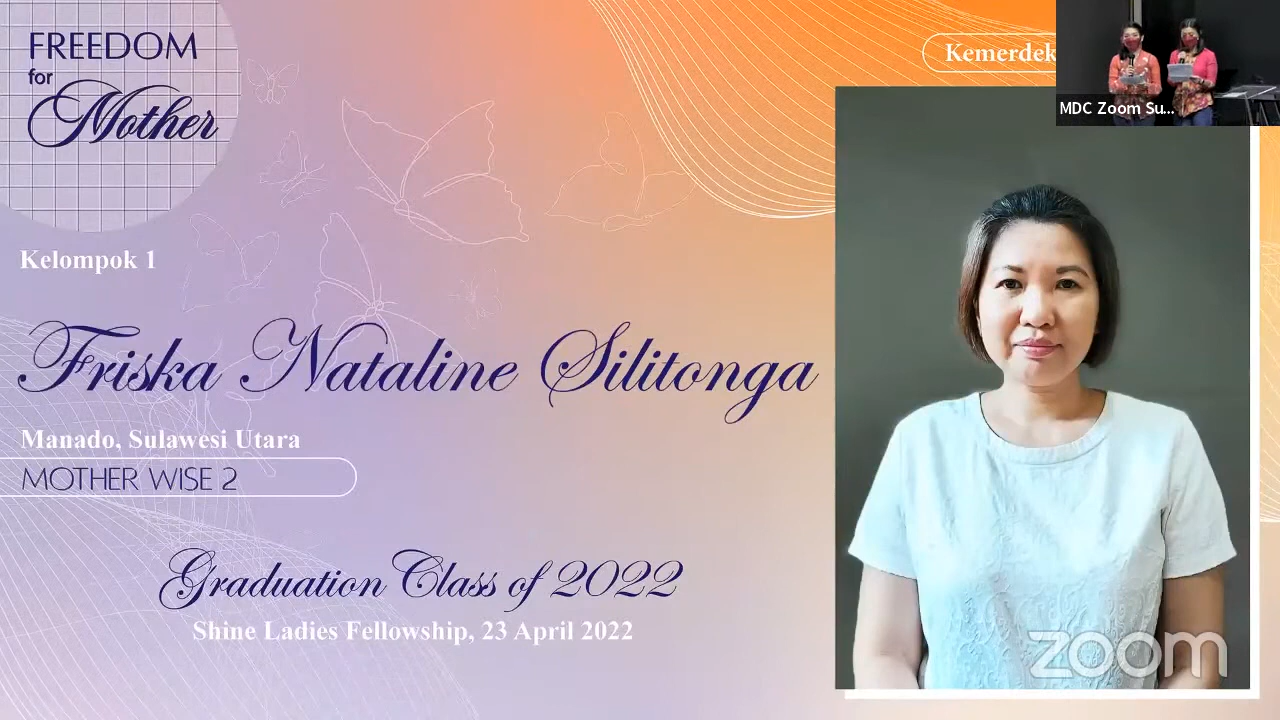 FREEDOM
for
Mother
Kemerdek
MDC Zoom Su...
Kelompok 1
Friska Nataline Silitonga
Manado, Sulawesi Utara
MOTHER WISE 2
Graduation Class of 2022
Shine Ladies Fellowship, 23 April 2022
zoom